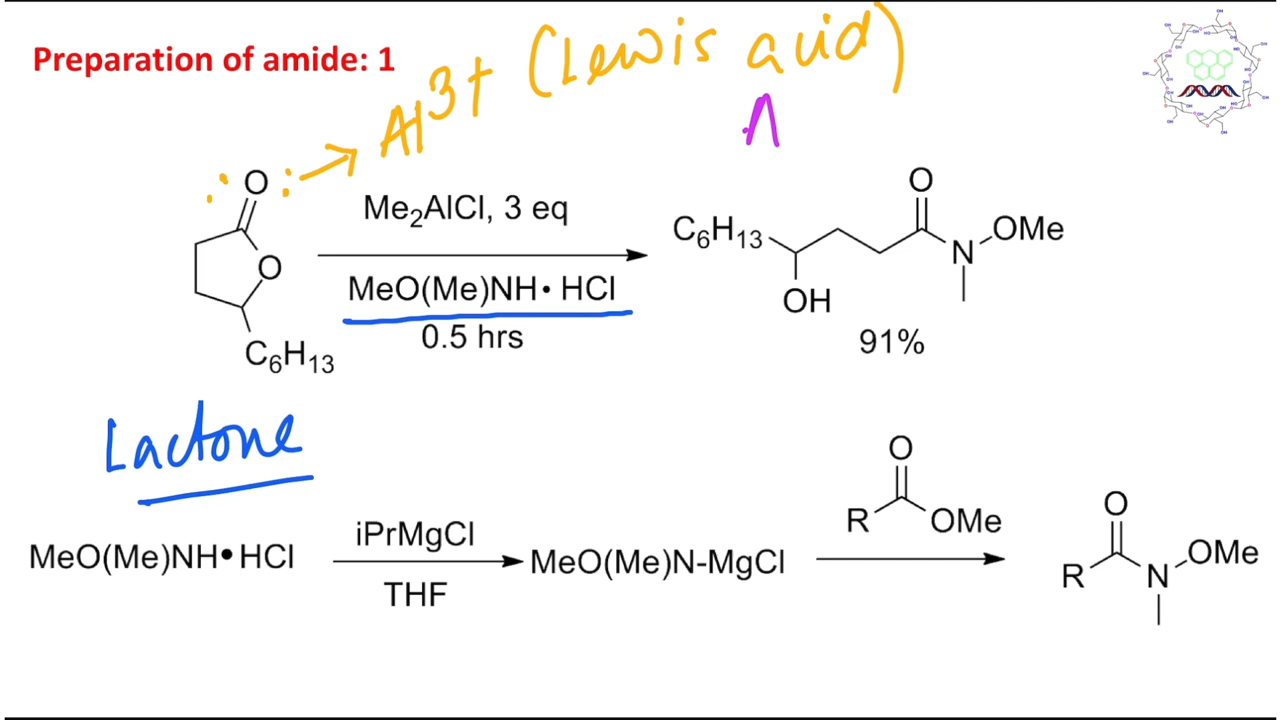 Preparation of amide: 1
Al3+ (Lewis acid)
O
Me₂AlCl, 3 eq
MeO(Me)NH• HCl
0.5 hrs
O
C₆H₁₃
O
C₆H₁₃
OH
N
OMe
91%
Lactone
MeO(Me)NH•HCl
iPrMgCl
THF
MeO(Me)N-MgCl
O
R
OMe
O
R
N
OMe